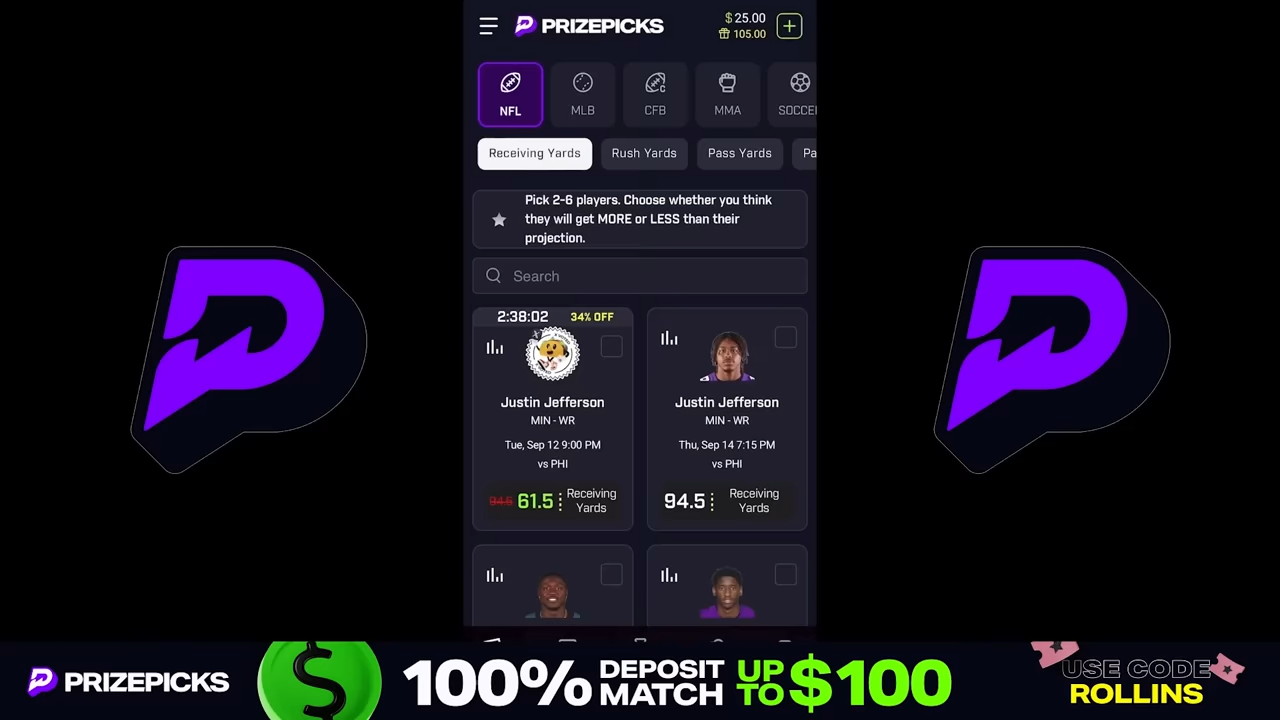 PRIZEPICKS
$ 25.00
105.00
NFL
MLB
CFB
MMA
SOCCE
Receiving Yards
Rush Yards
Pass Yards
Pa
Pick 2-6 players. Choose whether you think
they will get MORE or LESS than their
projection.
Search
2:38:02 34% OFF
Justin Jefferson
MIN - WR
Tue, Sep 12 9:00 PM
vs PHI
94.5 61.5 Receiving
Yards
Justin Jefferson
MIN - WR
Thu, Sep 14 7:15 PM
vs PHI
94.5 Receiving
Yards
PRIZEPICKS
$
100% DEPOSIT
MATCH
UP
TO $100
USE CODE
ROLLINS